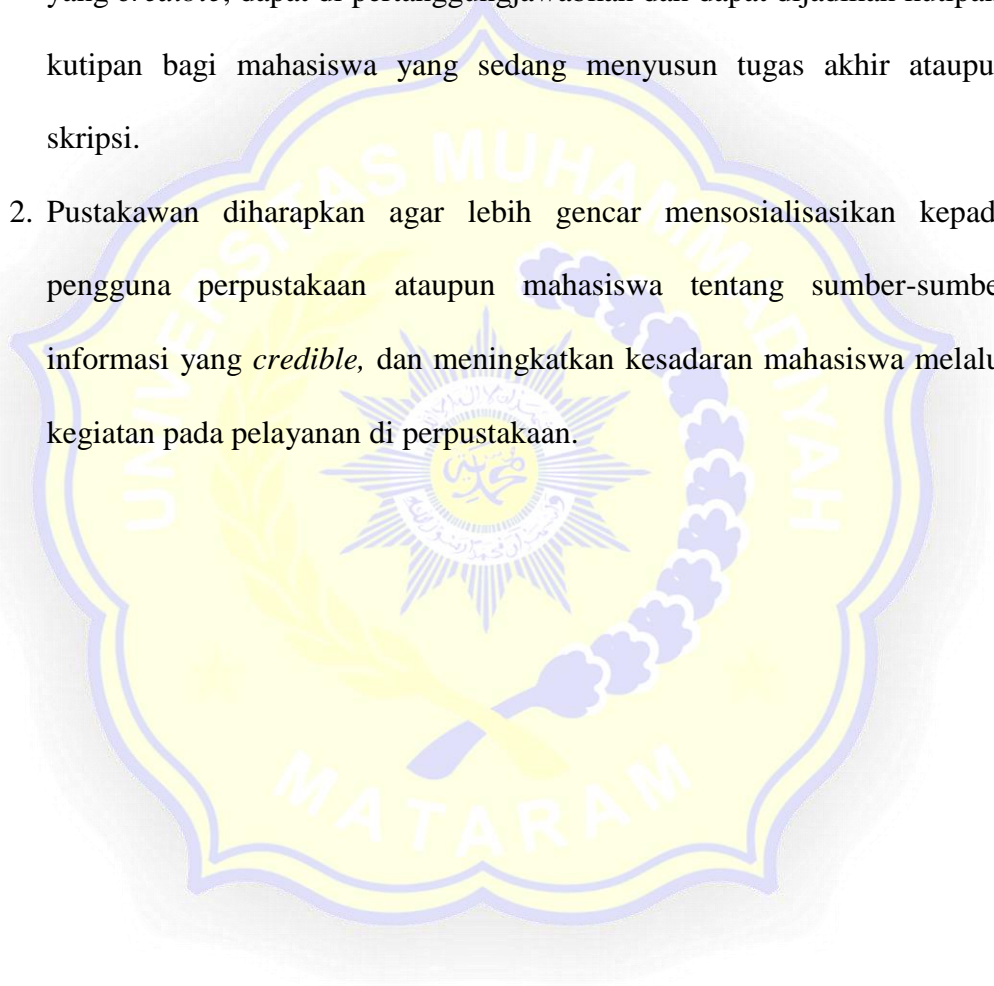 kutipan bagi mahasiswa yang sedang menyusun tugas akhir ataupu
skripsi.
2. Pustakawan diharapkan agar lebih gencar mensosialisasikan kepad
pengguna perpustakaan ataupun mahasiswa tentang sumber-sumbe
informasi yang credible, dan meningkatkan kesadaran mahasiswa melalu
kegiatan pada pelayanan di perpustakaan.
UNIVERSITAS MUHAMMADIYAH
MATARAM